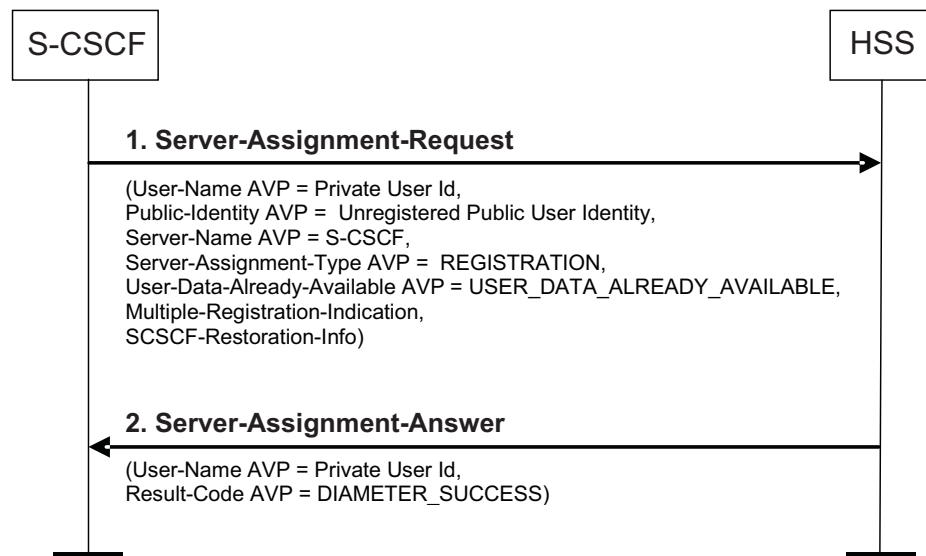 S-CSCF
HSS
1. Server-Assignment-Request
(User-Name AVP = Private User Id,
Public-Identity AVP = Unregistered Public User Identity,
Server-Name AVP = S-CSCF,
Server-Assignment-Type AVP = REGISTRATION,
User-Data-Already-Available AVP = USER_DATA_ALREADY_AVAILABLE,
Multiple-Registration-Indication,
SCSCF-Restoration-Info)
2. Server-Assignment-Answer
(User-Name AVP = Private User Id,
Result-Code AVP = DIAMETER_SUCCESS)